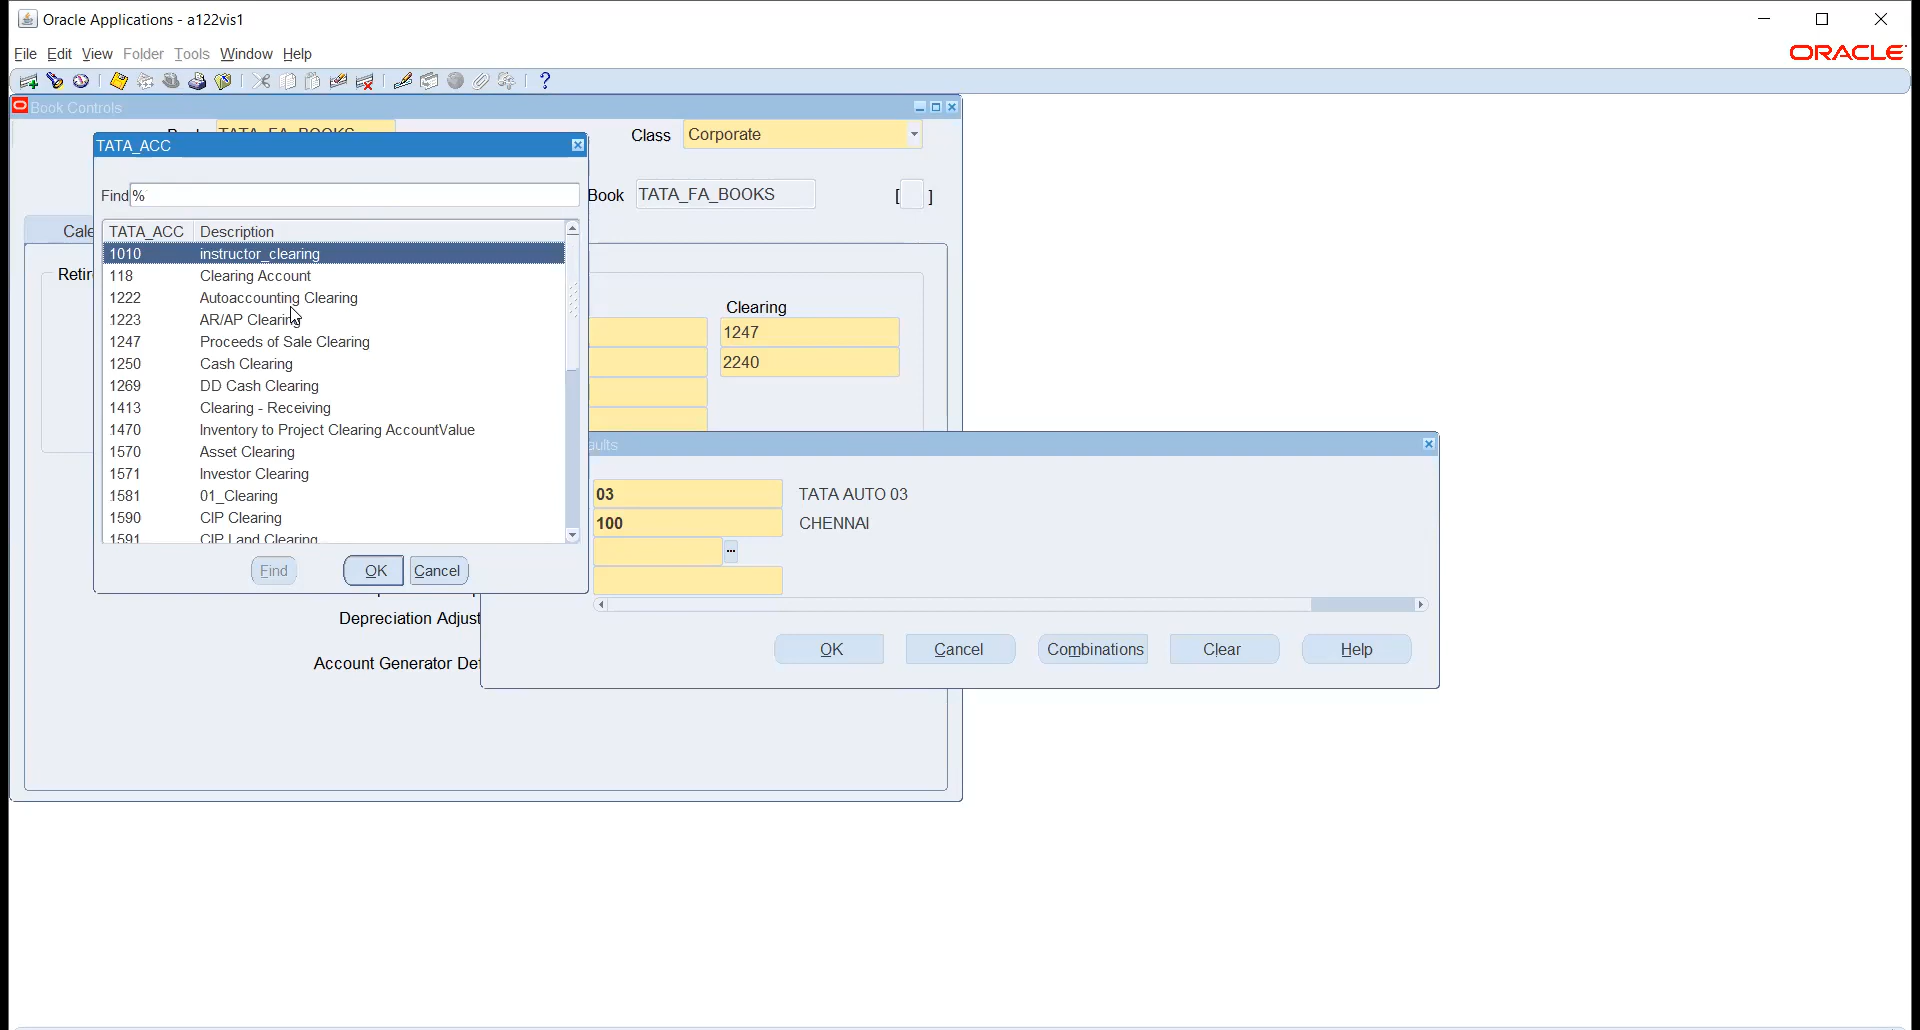 Oracle Applications - a122vis1
File Edit View Folder Tools Window Help
ORACLE
Book Controls
TATA_FA_BOOKS
Class Corporate
TATA_ACC
Find %
Book TATA_FA_BOOKS [ ]
TATA_ACC Description
1010 instructor_clearing
118 Clearing Account
1222 Autoaccounting Clearing
1223 AR/AP Clearing
1247 Proceeds of Sale Clearing
1250 Cash Clearing
1269 DD Cash Clearing
1413 Clearing - Receiving
1470 Inventory to Project Clearing AccountValue
1570 Asset Clearing
1571 Investor Clearing
1581 01_Clearing
1590 CIP Clearing
1591 CIP Land Clearing
Find OK Cancel
Cale
Retir
Clearing
1247
2240
aults
03 TATA AUTO 03
100 CHENNAI
...
OK Cancel Combinations Clear Help
Depreciation Adjust
Account Generator Def